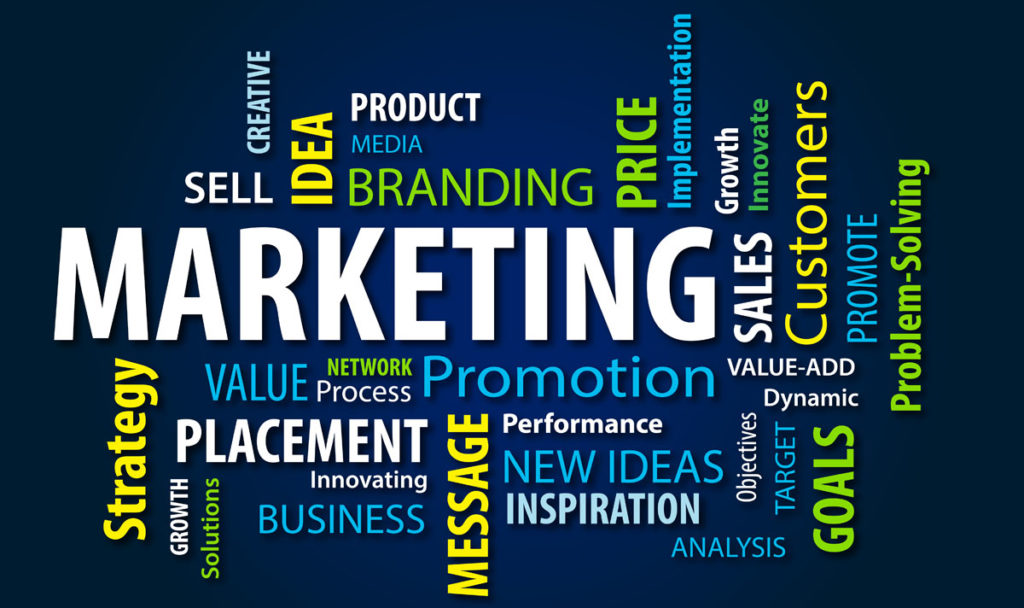 CREATIVE
IDEA
PRODUCT
MEDIA
SELL
BRANDING
PRICE
Implementation
Growth
Innovate
Customers
MARKETING
SALES
PROMOTE
Problem-Solving
Strategy
VALUE
NETWORK
Process
Promotion
VALUE-ADD
Dynamic
PLACEMENT
Innovating
MESSAGE
Performance
NEW IDEAS
Objectives
TARGET
GOALS
GROWTH
Solutions
BUSINESS
INSPIRATION
ANALYSIS